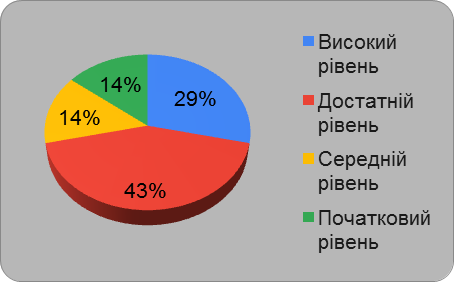 29%
43%
14%
14%
Високий
рівень
Достатній
рівень
Середній
рівень
Початковий
рівень